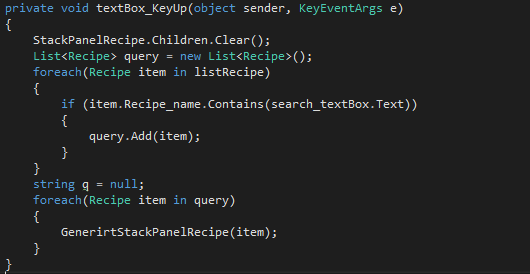 private void textBox_KeyUp(object sender, KeyEventArgs e)
{
StackPanelRecipe.Children.Clear();
List<Recipe> query = new List<Recipe>();
foreach(Recipe item in listRecipe)
{
if (item.Recipe_name.Contains(search_textBox.Text))
{
query.Add(item);
}
}
string q = null;
foreach(Recipe item in query)
{
GenerirtStackPanelRecipe(item);
}
}